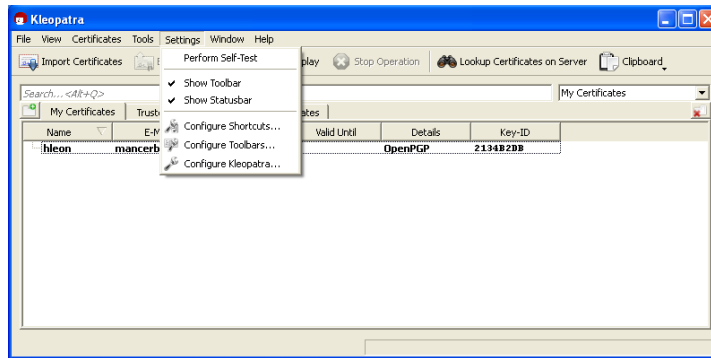 Kleopatra
File View Certificates Tools Settings Window Help
Import Certificates Stop Operation Lookup Certificates on Server Clipboard
Perform Self-Test
Show Toolbar
Show Statusbar
Configure Shortcuts...
Configure Toolbars...
Configure Kleopatra...
Search...<Alt+Q> My Certificates
My Certificates
Name Valid Until Details Key-ID
hleon OpenPGP 2134B2DB